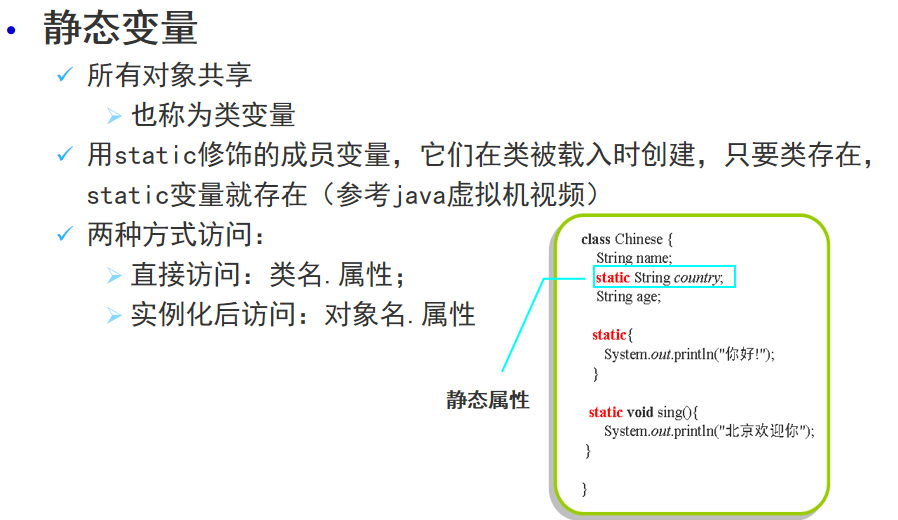 • 静态变量
✓ 所有对象共享
➢ 也称为类变量
✓ 用static修饰的成员变量，它们在类被载入时创建，只要类存在，
static变量就存在（参考java虚拟机视频）
✓ 两种方式访问：
➢ 直接访问：类名.属性；
➢ 实例化后访问：对象名.属性
静态属性
class Chinese {
String name;
static String country;
String age;
static{
System.out.println("你好!");
}
static void sing(){
System.out.println("北京欢迎你");
}
}